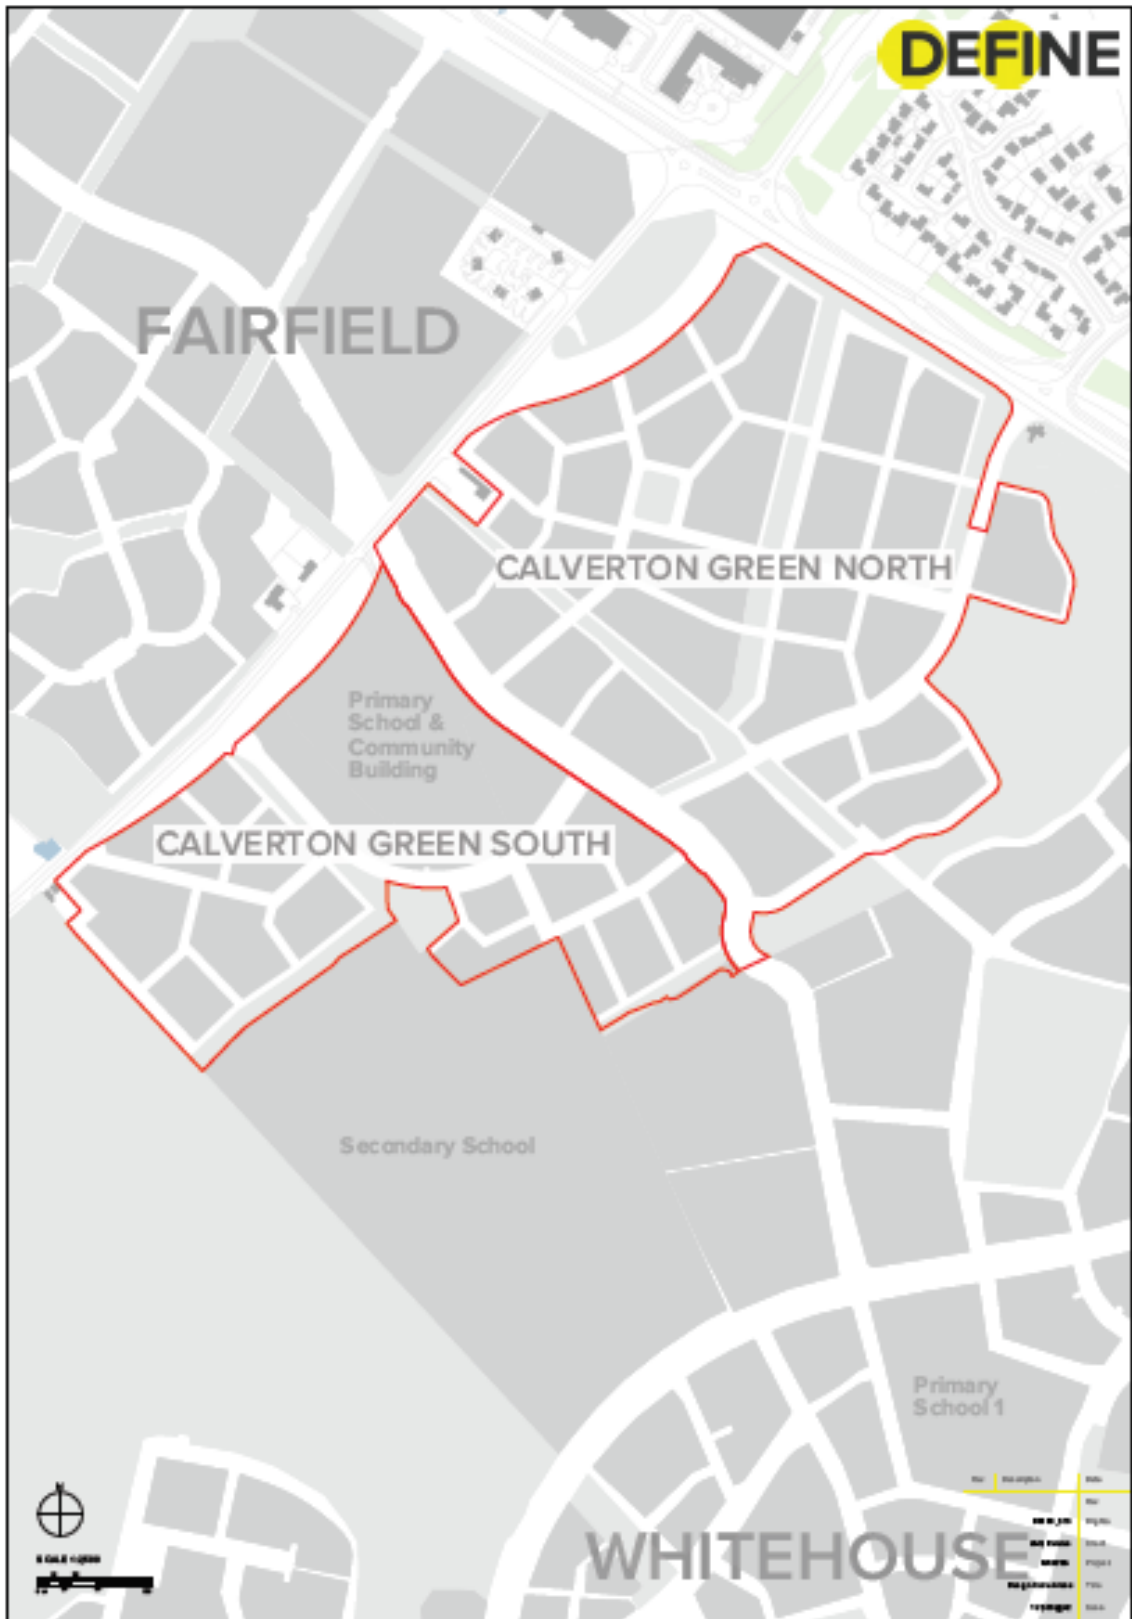 DEFINE
FAIRFIELD
CALVERTON GREEN NORTH
Primary
School &
Community
Building
CALVERTON GREEN SOUTH
Secondary School
Primary
School 1
WHITEHOUSE
N